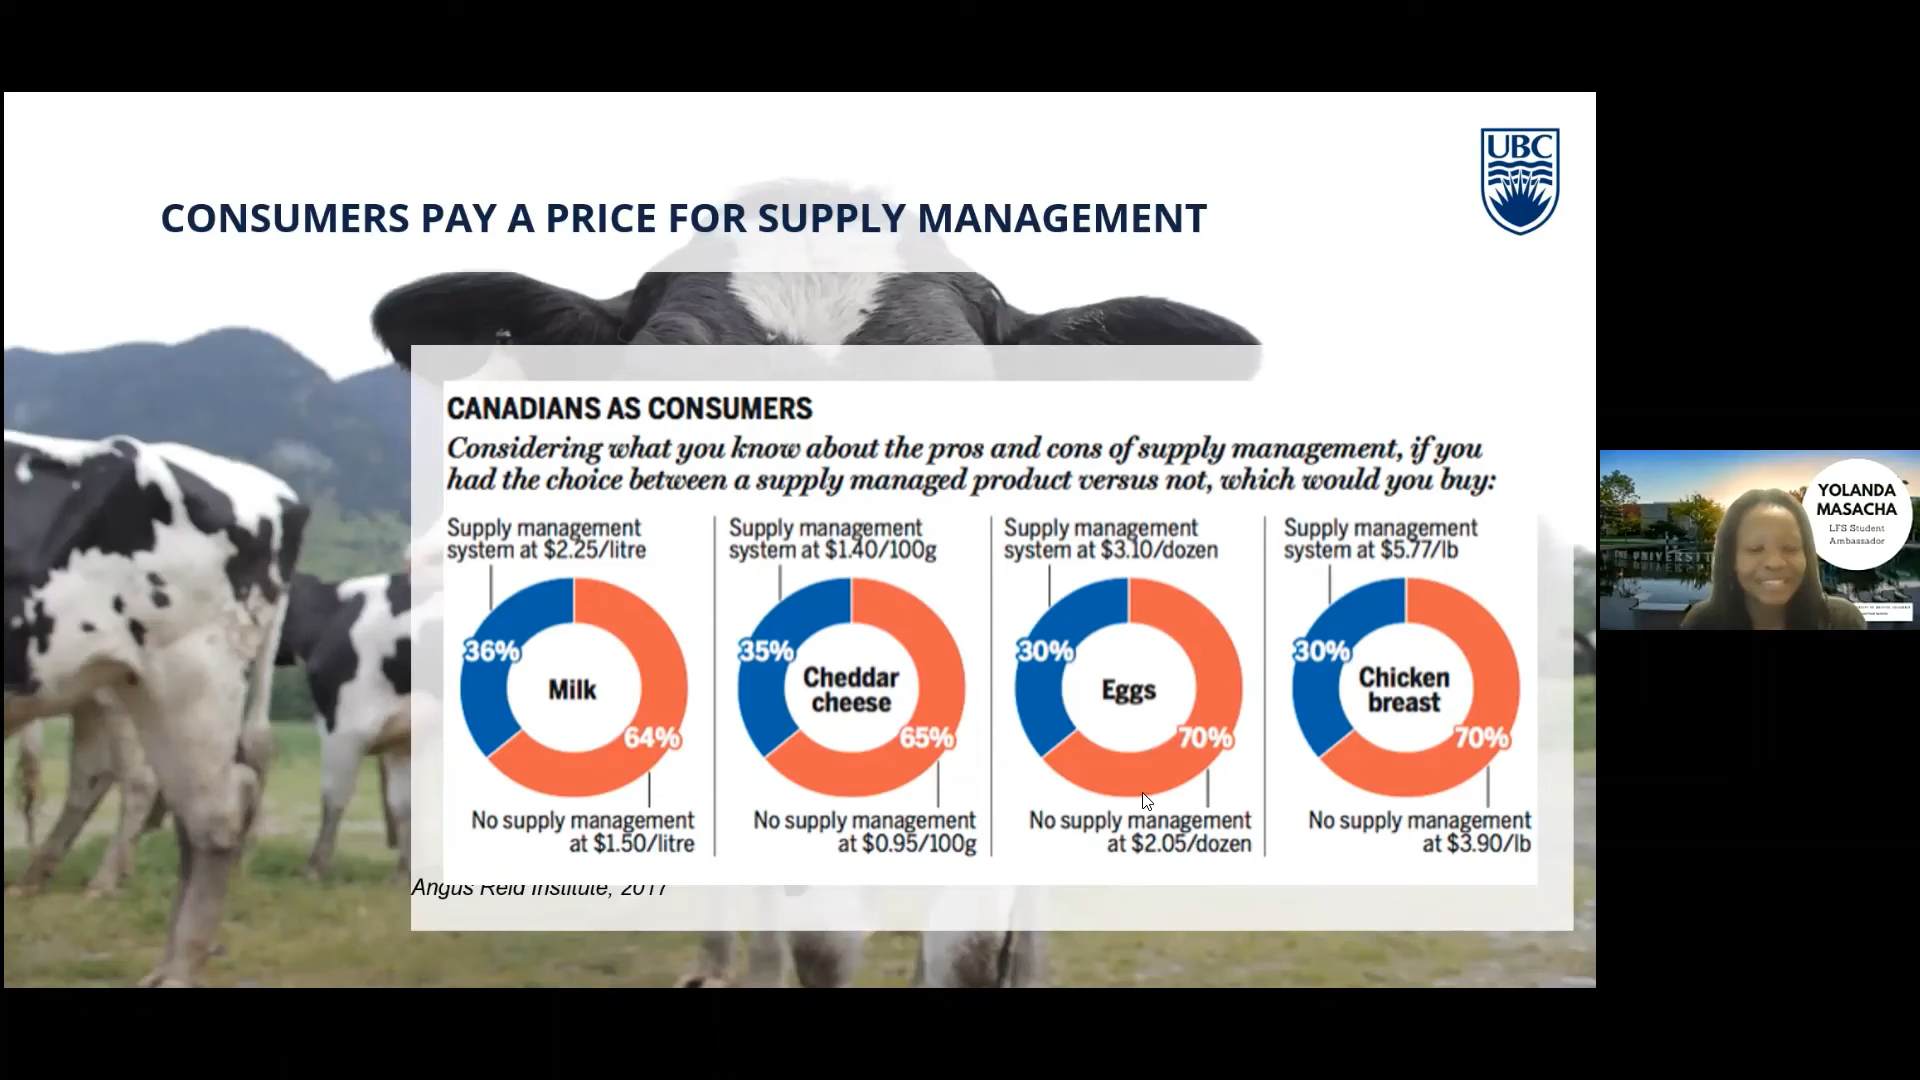 UBC
CONSUMERS PAY A PRICE FOR SUPPLY MANAGEMENT
CANADIANS AS CONSUMERS
Considering what you know about the pros and cons of supply management, if you
had the choice between a supply managed product versus not, which would you buy:
Supply management
system at $2.25/litre
36%
Milk
64%
No supply management
at $1.50/litre
Supply management
system at $1.40/100g
35%
Cheddar
cheese
65%
No supply management
at $0.95/100g
Supply management
system at $3.10/dozen
30%
Eggs
70%
No supply management
at $2.05/dozen
Supply management
system at $5.77/lb
30%
Chicken
breast
70%
No supply management
at $3.90/lb
Angus Reid Institute, 2017
YOLANDA
MASACHA
LFS Student
Ambassador